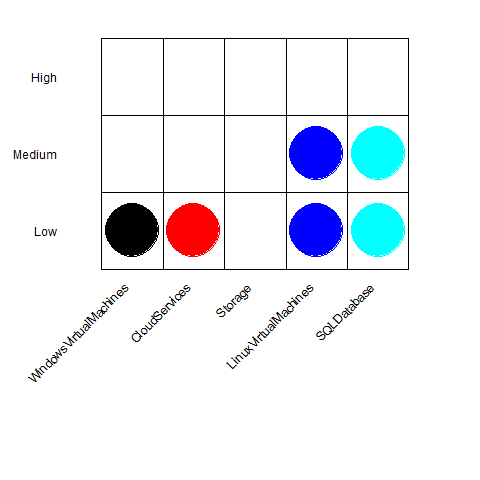 High
Medium
Low
WindowsVirtualMachines
CloudServices
Storage
LinuxVirtualMachines
SQLDatabase